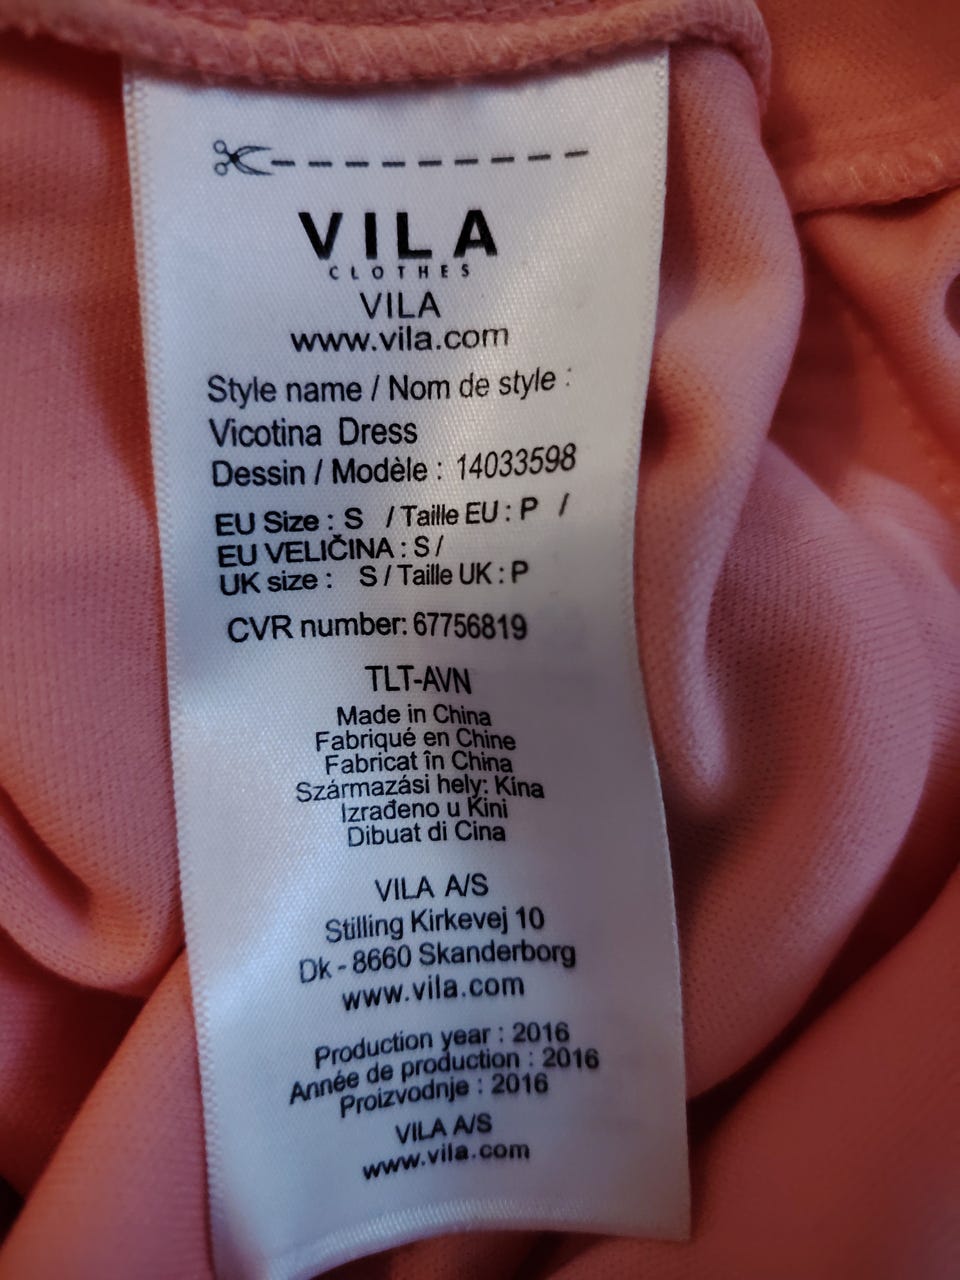 VILA
CLOTHES
VILA
www.vila.com
Style name / Nom de style :
Vicotina Dress
Dessin / Modèle : 14033598
EU Size : S / Taille EU : P /
EU VELIČINA : S /
UK size : S / Taille UK : P
CVR number: 67756819
TLT-AVN
Made in China
Fabriqué en Chine
Fabricat în China
Származási hely: Kína
Izrađeno u Kini
Dibuat di Cina
VILA A/S
Stilling Kirkevej 10
Dk - 8660 Skanderborg
www.vila.com
Production year : 2016
Année de production : 2016
Proizvodnje : 2016
VILA A/S
www.vila.com